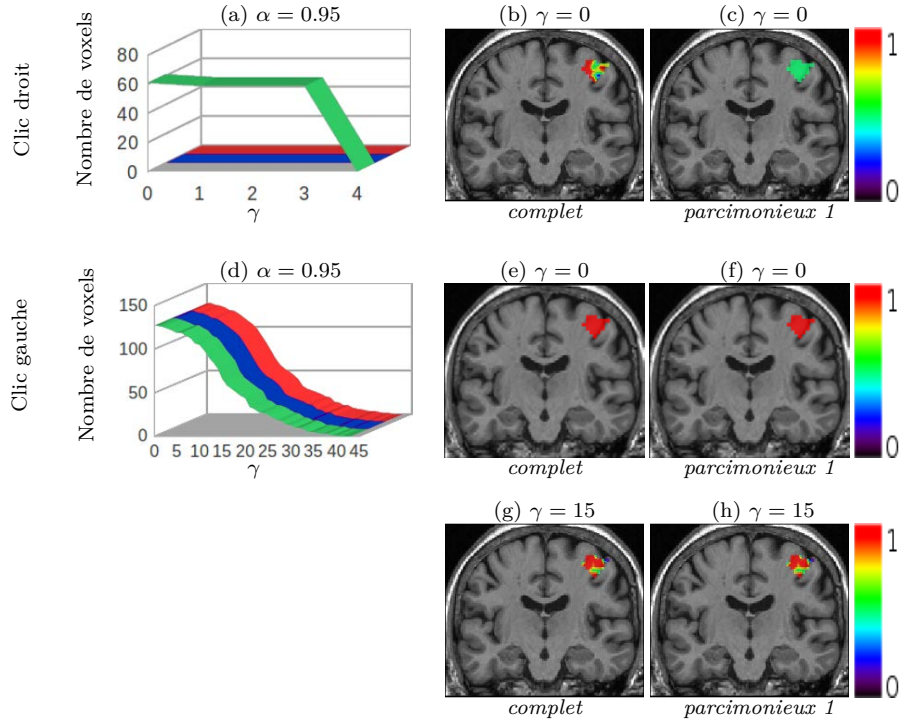 (a) α = 0.95
(b) γ = 0
(c) γ = 0
Clic droit
Nombre de voxels
80
60
40
20
0
0 1 2 3 4
γ
1
0
complet
parcimonieux 1
(d) α = 0.95
(e) γ = 0
(f) γ = 0
Clic gauche
Nombre de voxels
150
100
50
0
0 5 10 15 20 25 30 35 40 45
γ
1
0
complet
parcimonieux 1
(g) γ = 15
(h) γ = 15
1
0
complet
parcimonieux 1